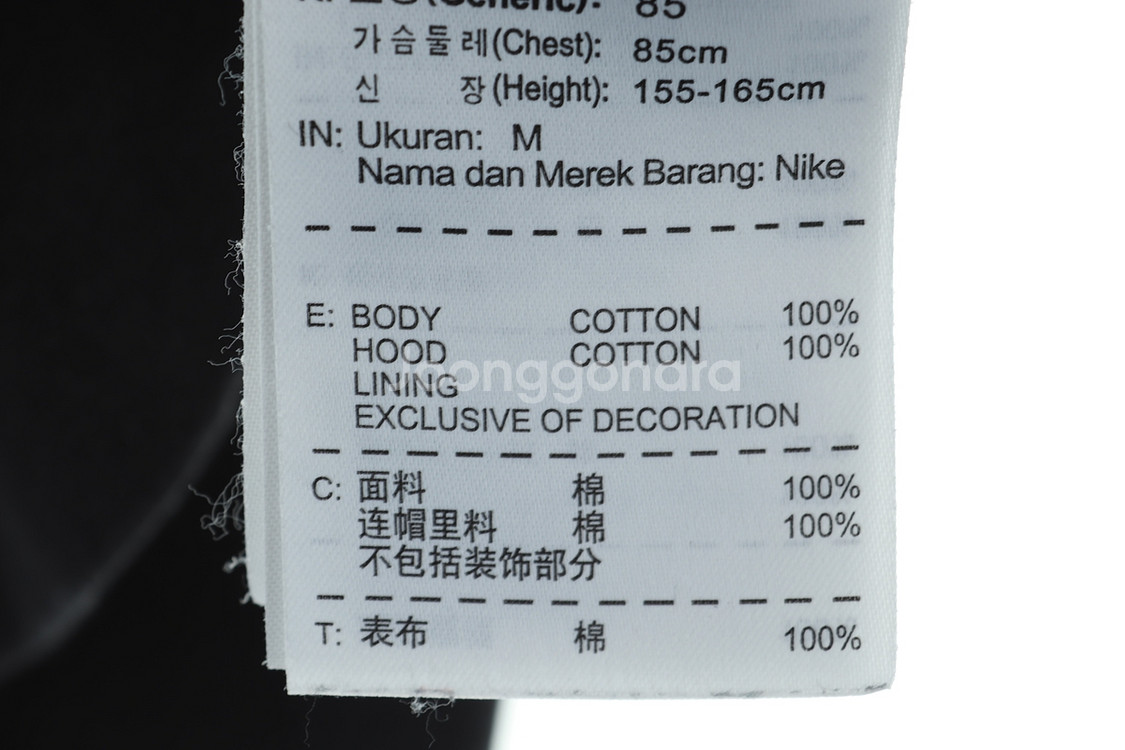 (Generic): 85
가슴둘레(Chest): 85cm
신 장(Height): 155-165cm
IN: Ukuran: M
Nama dan Merek Barang: Nike
E: BODY COTTON 100%
HOOD COTTON 100%
LINING
EXCLUSIVE OF DECORATION
joonggonara
C: 面料 棉 100%
连帽里料 棉 100%
不包括装饰部分
T: 表布 棉 100%